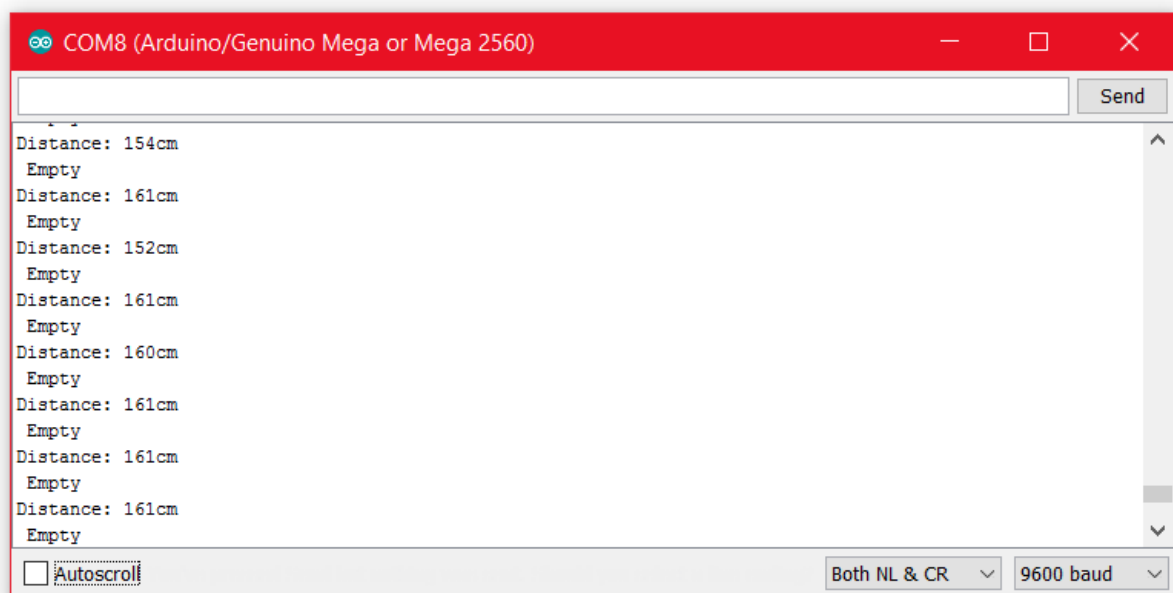 COM8 (Arduino/Genuino Mega or Mega 2560)
Send
Distance: 154cm
Empty
Distance: 161cm
Empty
Distance: 152cm
Empty
Distance: 161cm
Empty
Distance: 160cm
Empty
Distance: 161cm
Empty
Distance: 161cm
Empty
Distance: 161cm
Empty
Autoscroll
Both NL & CR
9600 baud